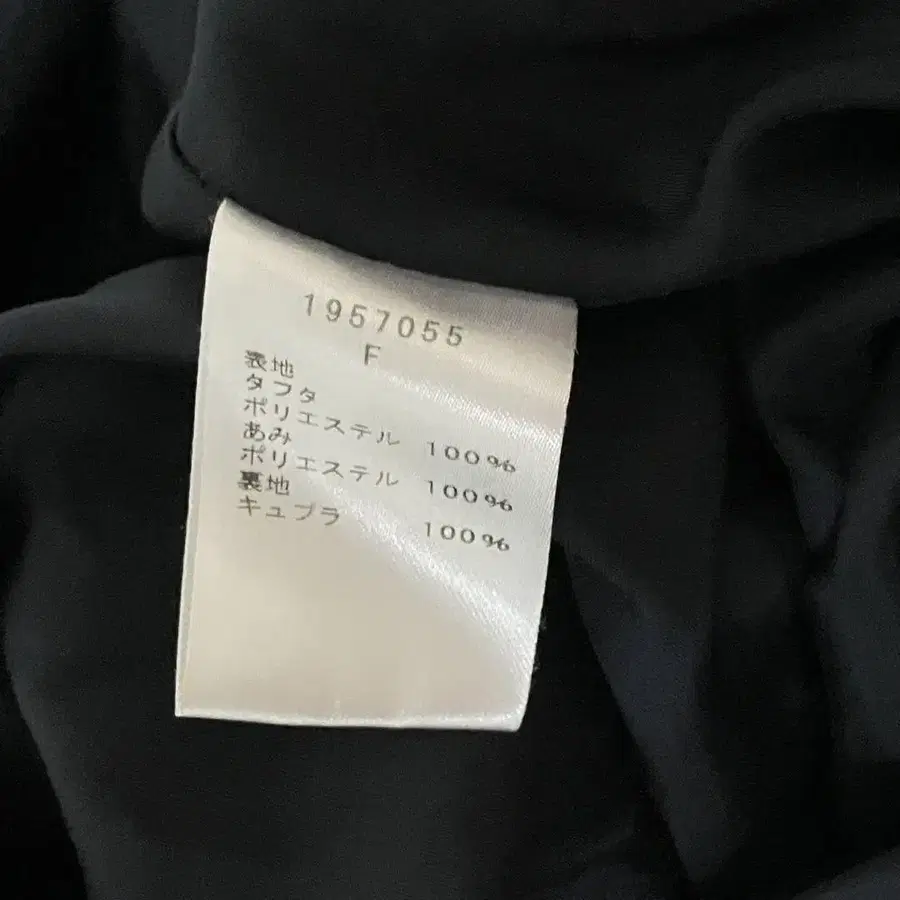 1957055
F
表地
タフタ
ポリエステル 100%
あみ
ポリエステル 100%
裏地
キュプラ 100%